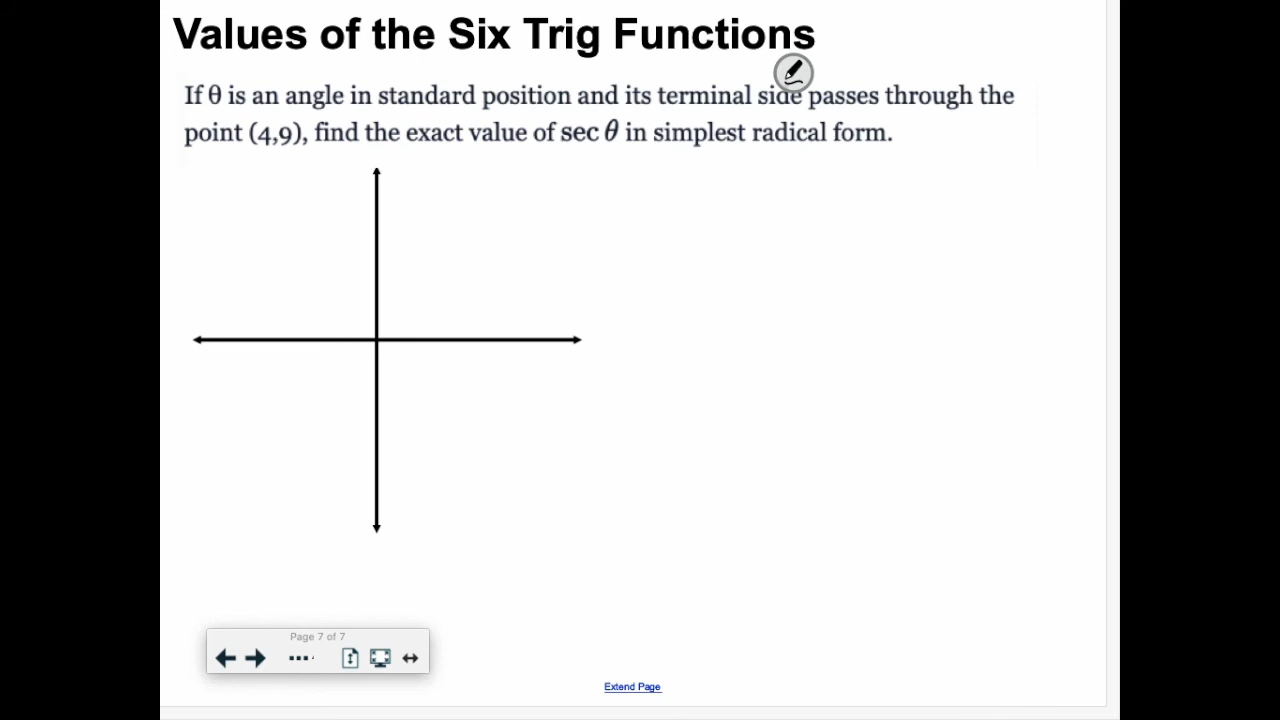 Values of the Six Trig Functions
If θ is an angle in standard position and its terminal side passes through the
point (4,9), find the exact value of sec θ in simplest radical form.
Page 7 of 7
Extend Page